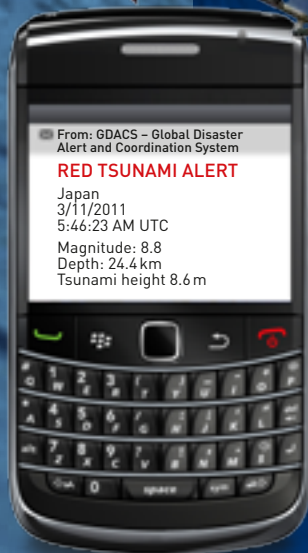 From: GDACS – Global Disaster
Alert and Coordination System
RED TSUNAMI ALERT
Japan
3/11/2011
5:46:23 AM UTC
Magnitude: 8.8
Depth: 24.4 km
Tsunami height 8.6 m